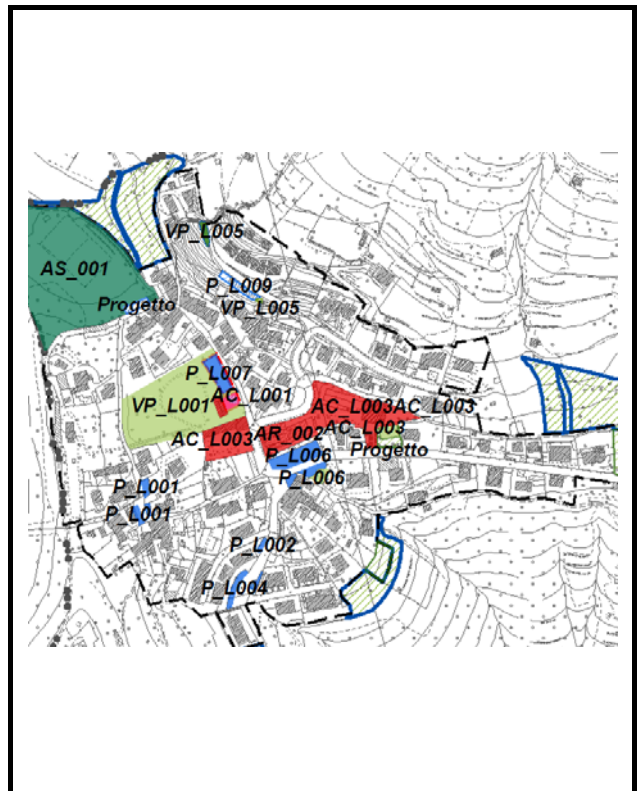 VP_L005
AS_001
P_L009
Progetto
VP_L005
P_L007
AC_L001
VP_L001
AC_L003AC_L003
AC_L003
AR_002
AC_L003
Progetto
P_L006
P_L006
P_L001
P_L001
P_L002
P_L004